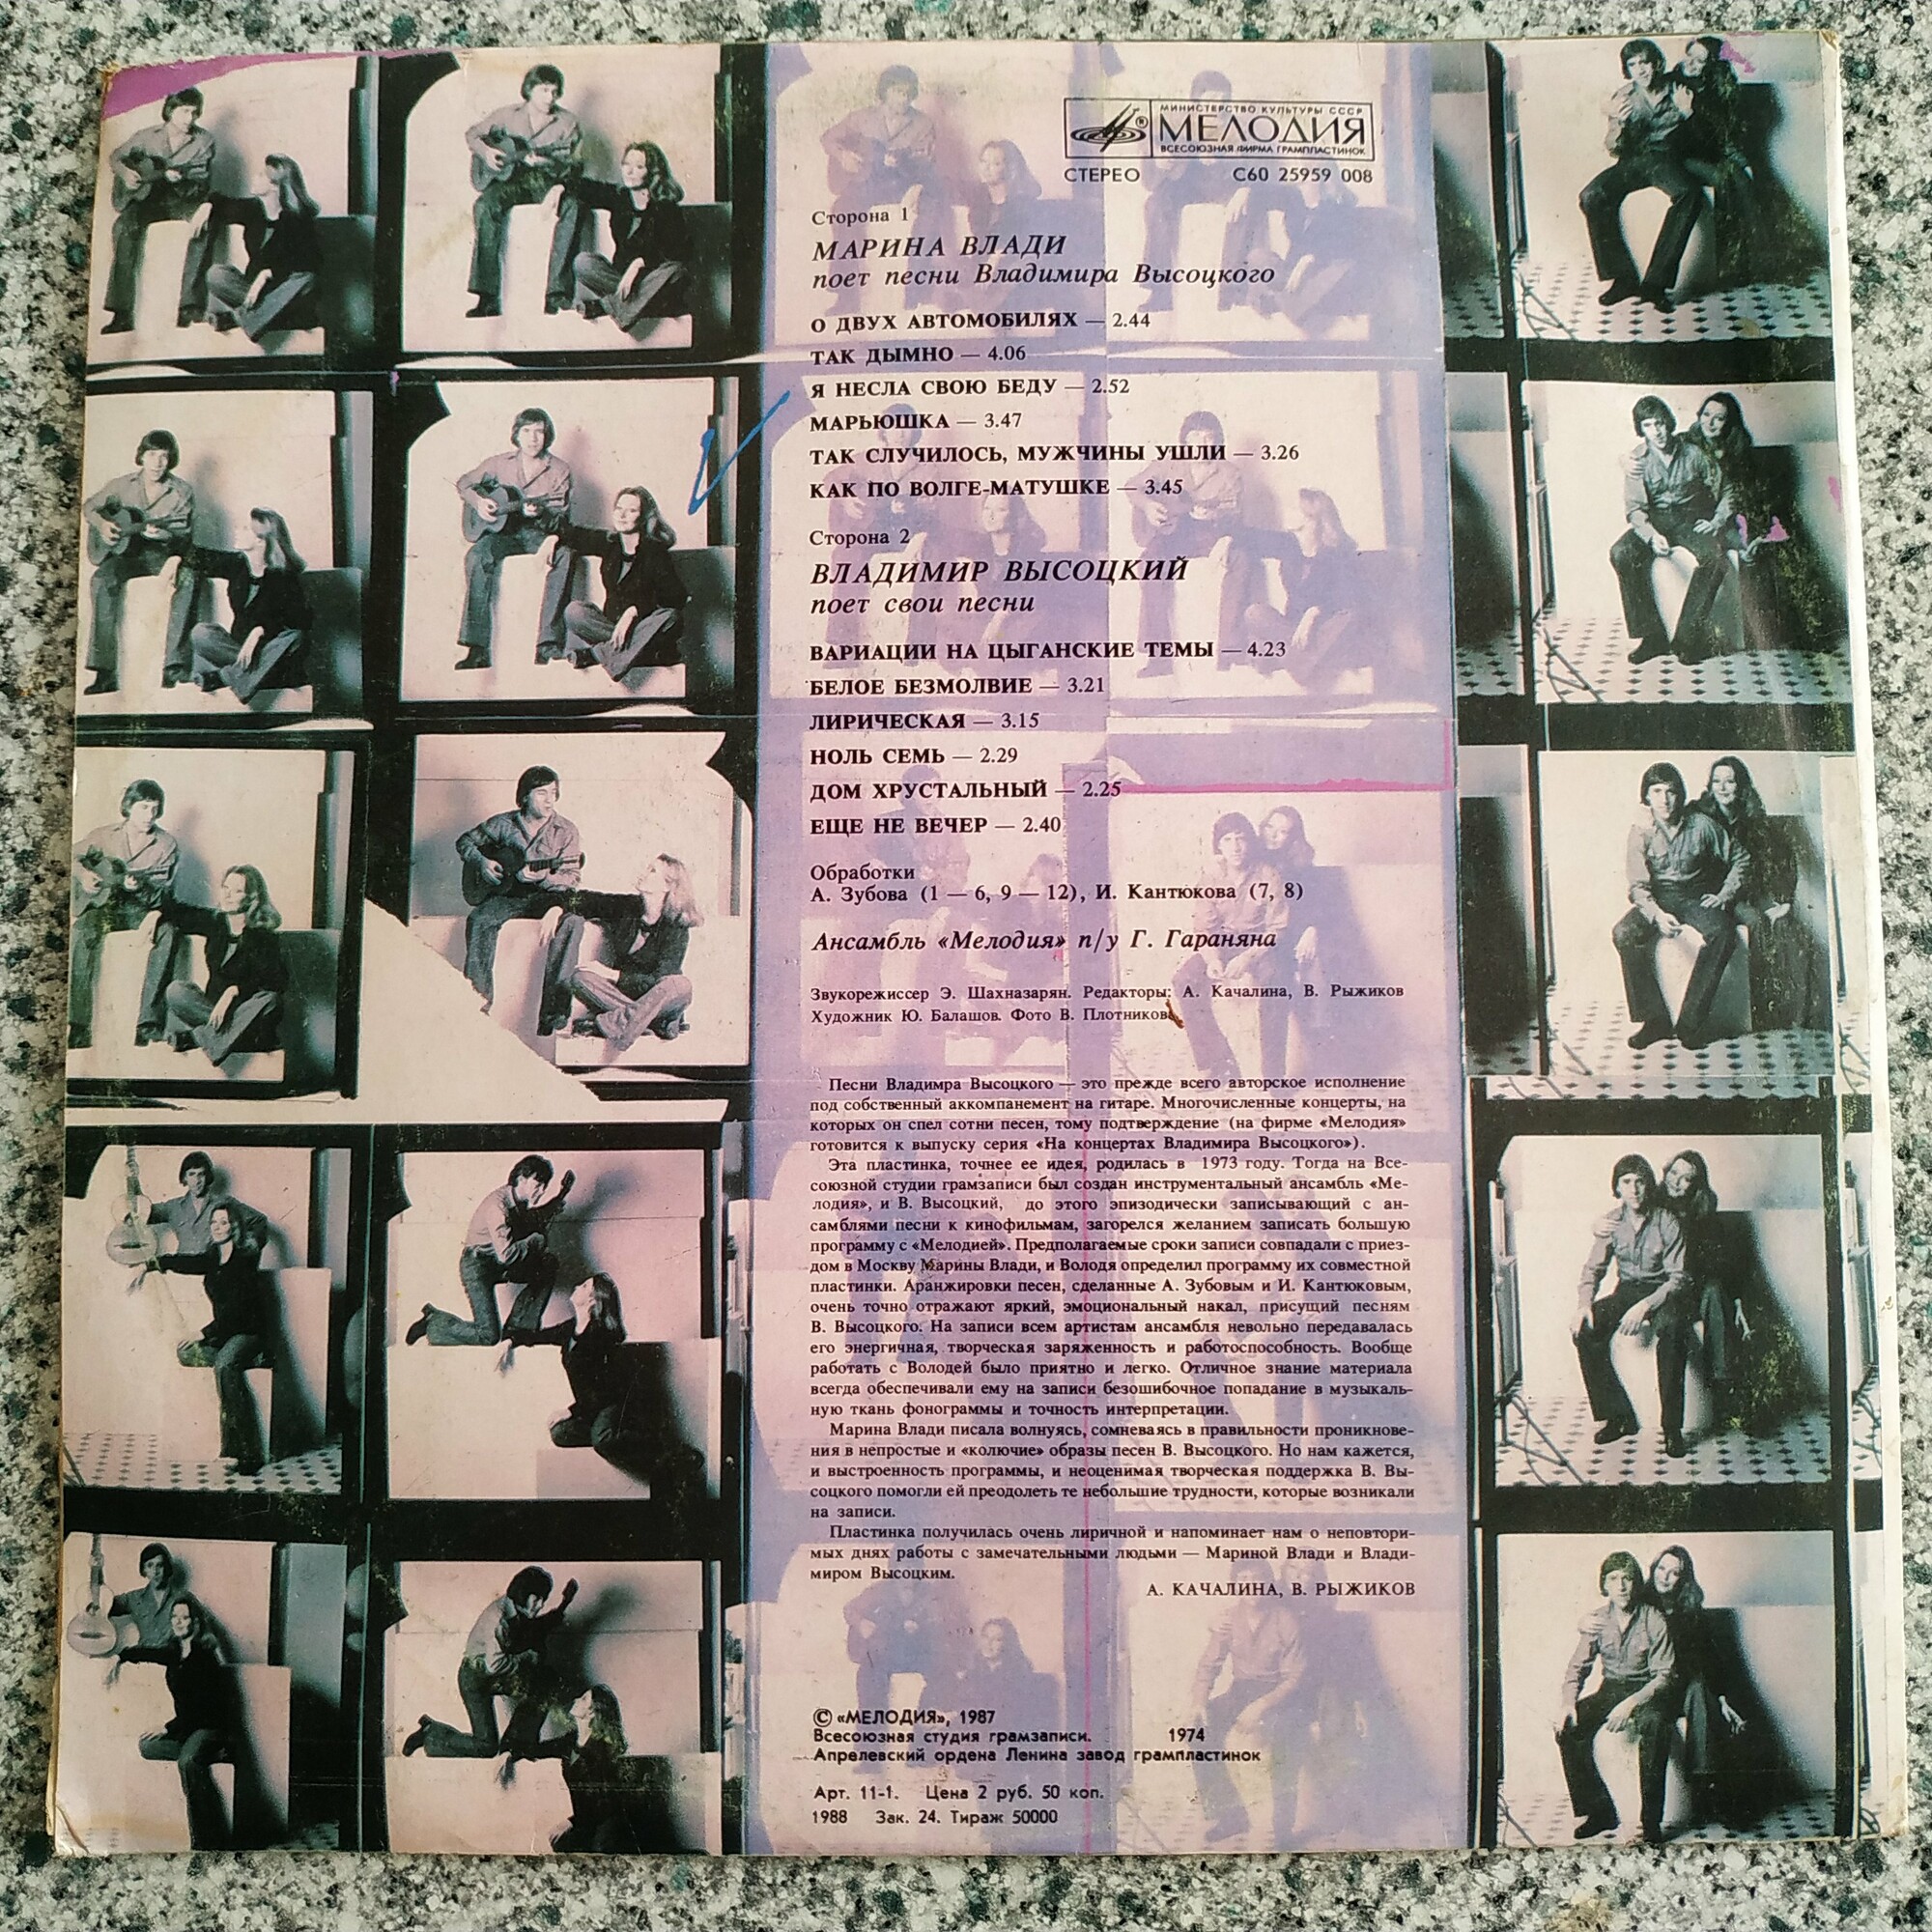 МИНИСТЕРСТВО КУЛЬТУРЫ СССР
МЕЛОДИЯ
ВСЕСОЮЗНАЯ ФИРМА ГРАМПЛАСТИНОК
СТЕРЕО С60 25959 008
Сторона 1
МАРИНА ВЛАДИ
поет песни Владимира Высоцкого
О ДВУХ АВТОМОБИЛЯХ — 2.44
ТАК ДЫМНО — 4.06
Я НЕСЛА СВОЮ БЕДУ — 2.52
МАРЬЮШКА — 3.47
ТАК СЛУЧИЛОСЬ, МУЖЧИНЫ УШЛИ — 3.26
КАК ПО ВОЛГЕ-МАТУШКЕ — 3.45
Сторона 2
ВЛАДИМИР ВЫСОЦКИЙ
поет свои песни
ВАРИАЦИИ НА ЦЫГАНСКИЕ ТЕМЫ — 4.23
БЕЛОЕ БЕЗМОЛВИЕ — 3.21
ЛИРИЧЕСКАЯ — 3.15
НОЛЬ СЕМЬ — 2.29
ДОМ ХРУСТАЛЬНЫЙ — 2.25
ЕЩЕ НЕ ВЕЧЕР — 2.40
Обработки
А. Зубова (1 — 6, 9 — 12), И. Кантюкова (7, 8)
Ансамбль «Мелодия» п/у Г. Гараняна
Звукорежиссер Э. Шахназарян. Редакторы: А. Качалина, В. Рыжиков
Художник Ю. Балашов. Фото В. Плотникова
Песни Владимра Высоцкого — это прежде всего авторское исполнение
под собственный аккомпанемент на гитаре. Многочисленные концерты, на
которых он спел сотни песен, тому подтверждение (на фирме «Мелодия»
готовится к выпуску серия «На концертах Владимира Высоцкого»).
Эта пластинка, точнее ее идея, родилась в 1973 году. Тогда на Все-
союзной студии грамзаписи был создан инструментальный ансамбль «Ме-
лодия», и В. Высоцкий, до этого эпизодически записывающий с ан-
самблями песни к кинофильмам, загорелся желанием записать большую
программу с «Мелодией». Предполагаемые сроки записи совпадали с приез-
дом в Москву Марины Влади, и Володя определил программу их совместной
пластинки. Аранжировки песен, сделанные А. Зубовым и И. Кантюковым,
очень точно отражают яркий, эмоциональный накал, присущий песням
В. Высоцкого. На записи всем артистам ансамбля невольно передавалась
его энергичная, творческая заряженность и работоспособность. Вообще
работать с Володей было приятно и легко. Отличное знание материала
всегда обеспечивали ему на записи безошибочное попадание в музыкаль-
ную ткань фонограммы и точность интерпретации.
Марина Влади писала волнуясь, сомневаясь в правильности проникнове-
ния в непростые и «колючие» образы песен В. Высоцкого. Но нам кажется,
и выстроенность программы, и неоценимая творческая поддержка В. Вы-
соцкого помогли ей преодолеть те небольшие трудности, которые возникали
на записи.
Пластинка получилась очень лиричной и напоминает нам о неповтори-
мых днях работы с замечательными людьми — Мариной Влади и Влади-
миром Высоцким.
А. КАЧАЛИНА, В. РЫЖИКОВ
© «МЕЛОДИЯ», 1987
Всесоюзная студия грамзаписи. 1974
Апрелевский ордена Ленина завод грампластинок
Арт. 11-1. Цена 2 руб. 50 коп.
1988 Зак. 24. Тираж 50000